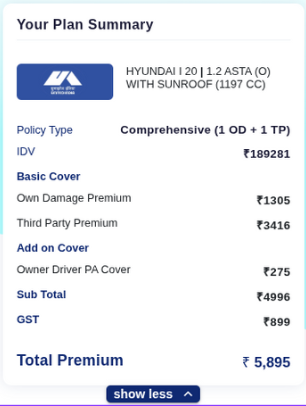 Your Plan Summary
HYUNDAI I 20 | 1.2 ASTA (O)
WITH SUNROOF (1197 CC)
Policy Type Comprehensive (1 OD + 1 TP)
IDV ₹189281
Basic Cover
Own Damage Premium ₹1305
Third Party Premium ₹3416
Add on Cover
Owner Driver PA Cover ₹275
Sub Total ₹4996
GST ₹899
Total Premium ₹ 5,895
show less